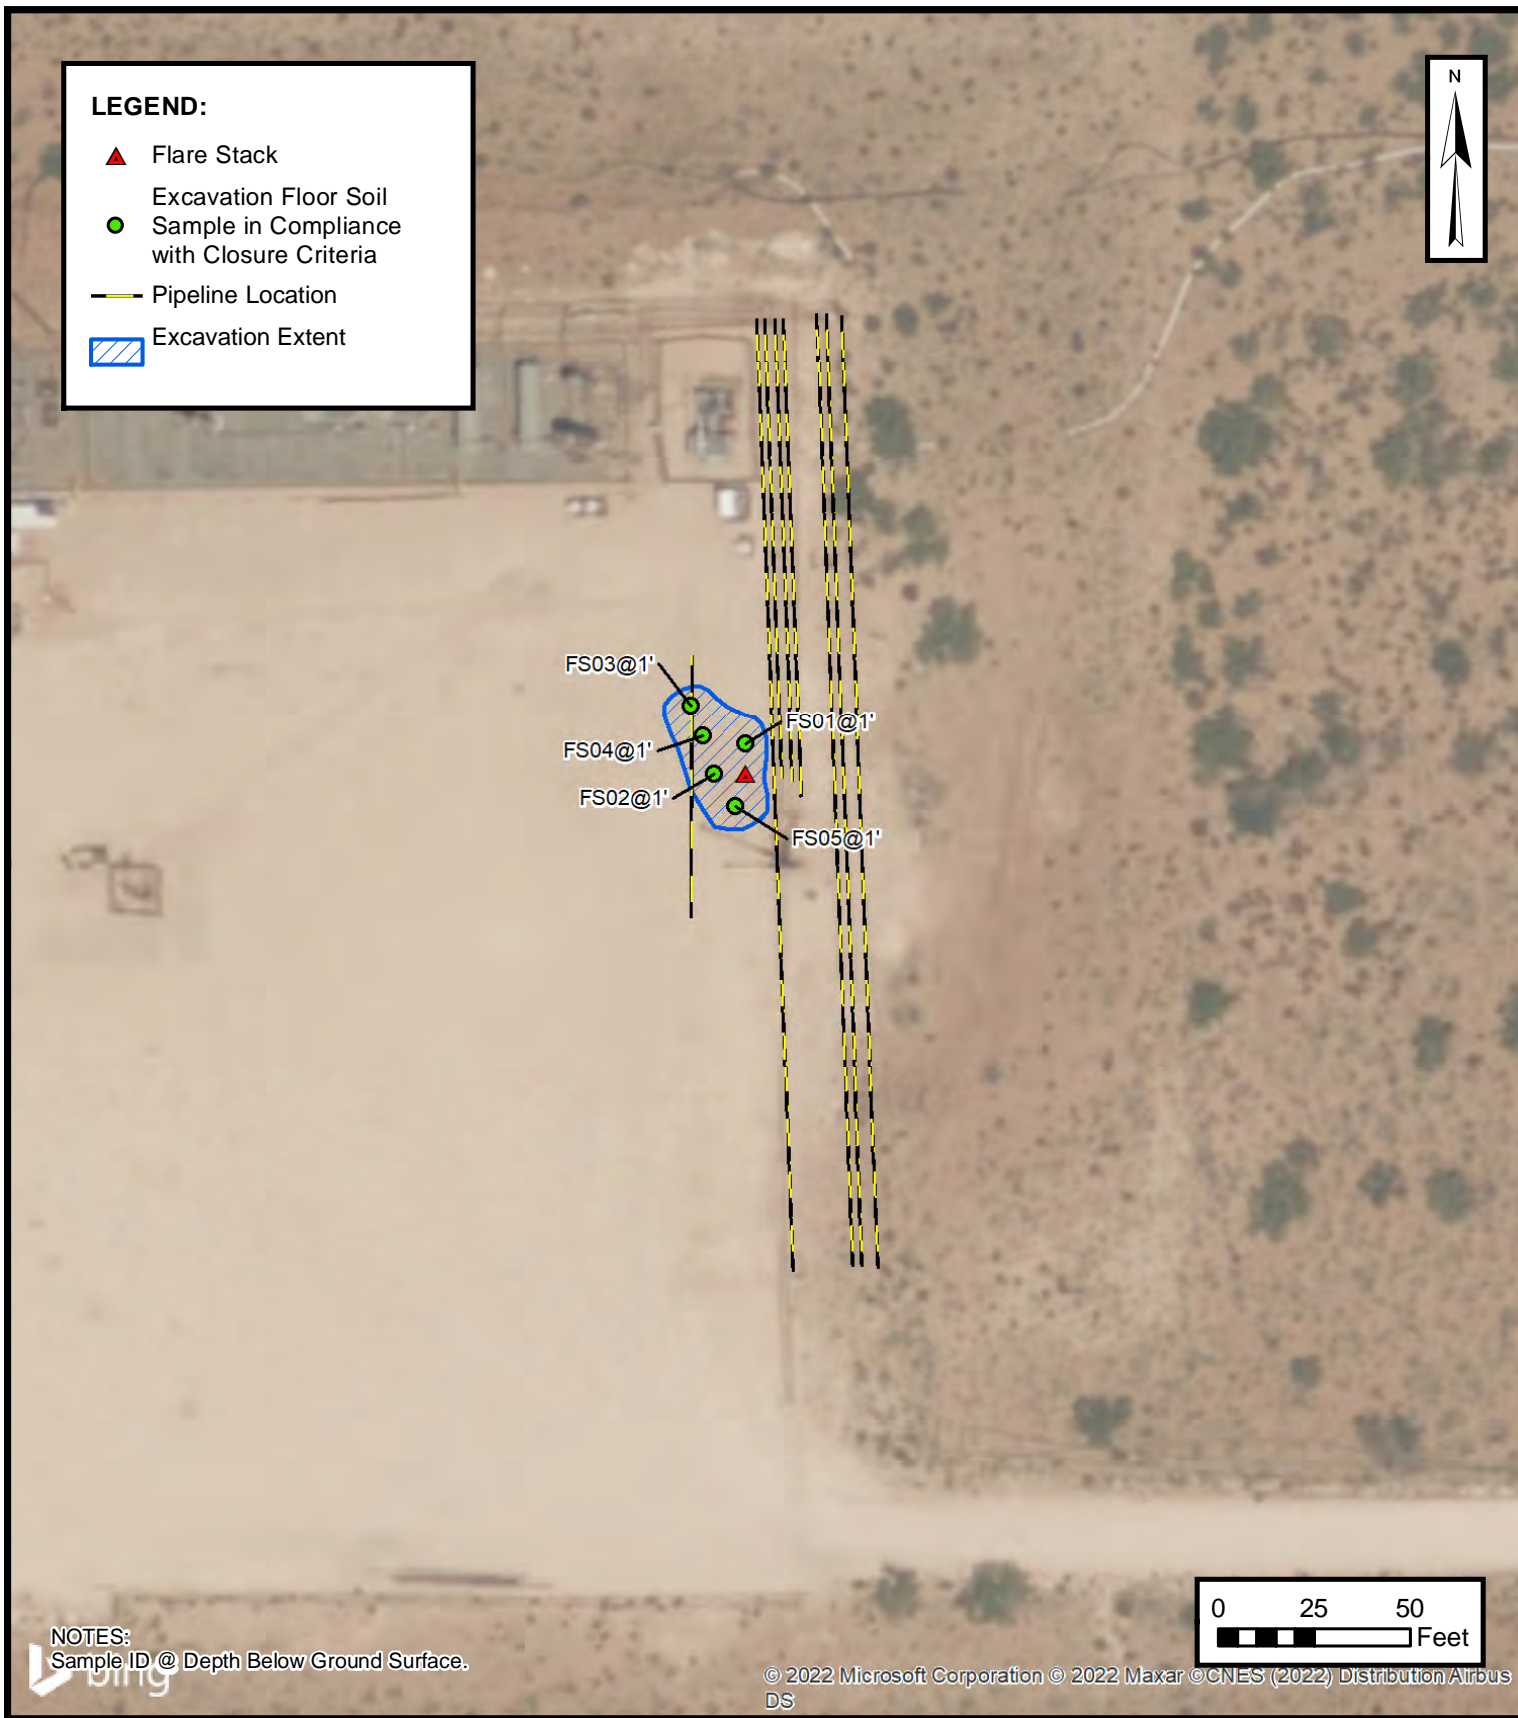 LEGEND:
Flare Stack
Excavation Floor Soil
Sample in Compliance
with Closure Criteria
Pipeline Location
Excavation Extent
N
FS03@1'
FS01@1'
FS04@1'
FS02@1'
FS05@1'
0 25 50
Feet
NOTES:
Sample ID @ Depth Below Ground Surface.
bing
© 2022 Microsoft Corporation © 2022 Maxar ©CNES (2022) Distribution Airbus
DS